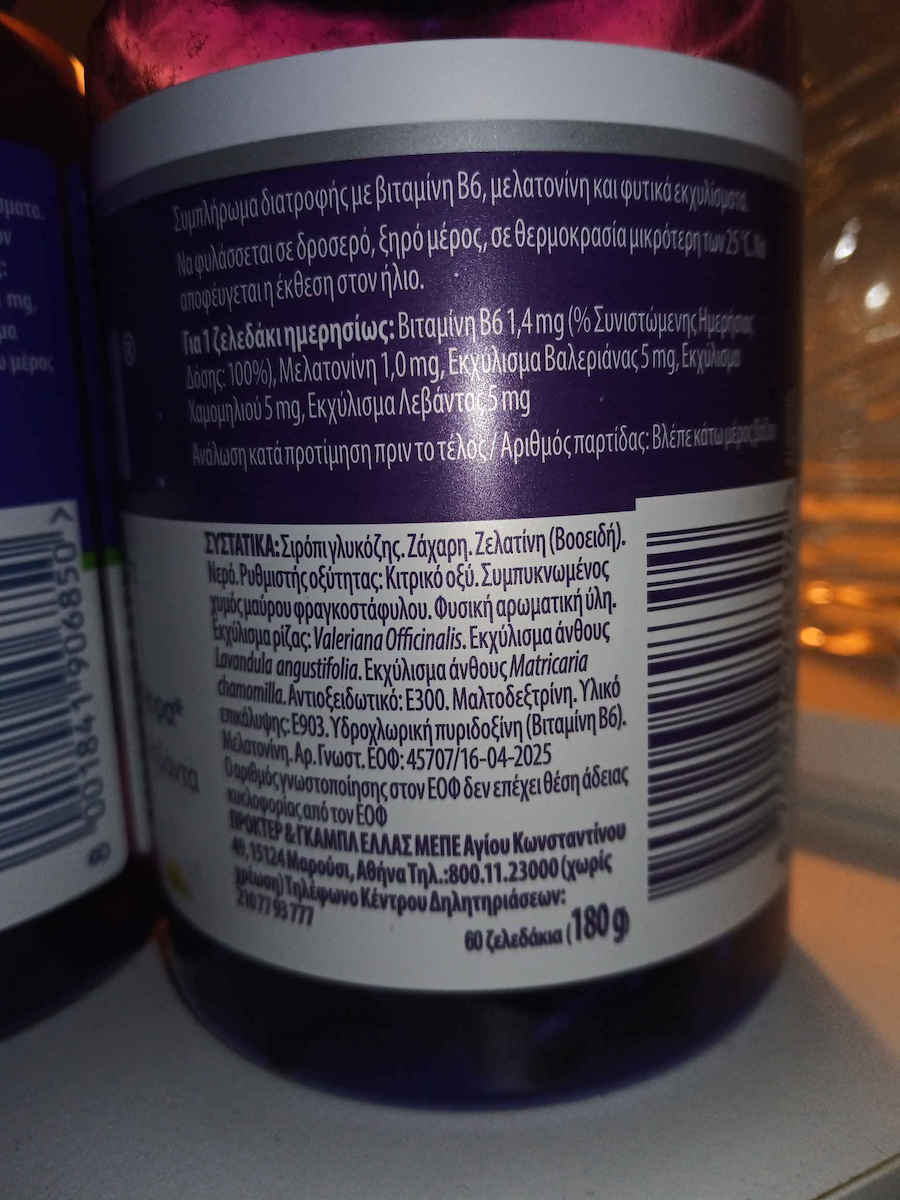 Συμπλήρωμα διατροφής με βιταμίνη Β6, μελατονίνη και φυτικά εκχυλίσματα.
Να φυλάσσεται σε δροσερό, ξηρό μέρος, σε θερμοκρασία μικρότερη των 25°C. Να
αποφεύγεται η έκθεση στον ήλιο.
Για 1 ζελεδάκι ημερησίως: Βιταμίνη Β6 1,4 mg (% Συνιστώμενης Ημερήσιας
Δόσης: 100%), Μελατονίνη 1,0 mg, Εκχύλισμα Βαλεριάνας 5 mg, Εκχύλισμα
Χαμομηλιού 5 mg, Εκχύλισμα Λεβάντας 5 mg
Ανάλωση κατά προτίμηση πριν το τέλος / Αριθμός παρτίδας: Βλέπε κάτω μέρος
ΣΥΣΤΑΤΙΚΑ: Σιρόπι γλυκόζης. Ζάχαρη. Ζελατίνη (Βοοειδή).
Νερό. Ρυθμιστής οξύτητας: Κιτρικό οξύ. Συμπυκνωμένος
χυμός μαύρου φραγκοστάφυλου. Φυσική αρωματική ύλη.
Εκχύλισμα ρίζας: Valeriana Officinalis. Εκχύλισμα άνθους
Lavandula angustifolia. Εκχύλισμα άνθους Matricaria
chamomilla. Αντιοξειδωτικό: E300. Μαλτοδεξτρίνη. Υλικό
επικάλυψης: E903. Υδροχλωρική πυριδοξίνη (Βιταμίνη Β6).
Μελατονίνη. Αρ. Γνωστ. ΕΟΦ: 45707/16-04-2025
Ο αριθμός γνωστοποίησης στον ΕΟΦ δεν επέχει θέση άδειας
κυκλοφορίας από τον ΕΟΦ
ΠΡΟΚΤΕΡ & ΓΚΑΜΠΛ ΕΛΛΑΣ ΜΕΠΕ Αγίου Κωνσταντίνου
49, 15124 Μαρούσι, Αθήνα Τηλ.:800.11.23000 (χωρίς
χρέωση) Τηλέφωνο Κέντρου Δηλητηριάσεων:
210 77 93 777
60 ζελεδάκια (180 g)
mg,
μέρος
001841 906850 >